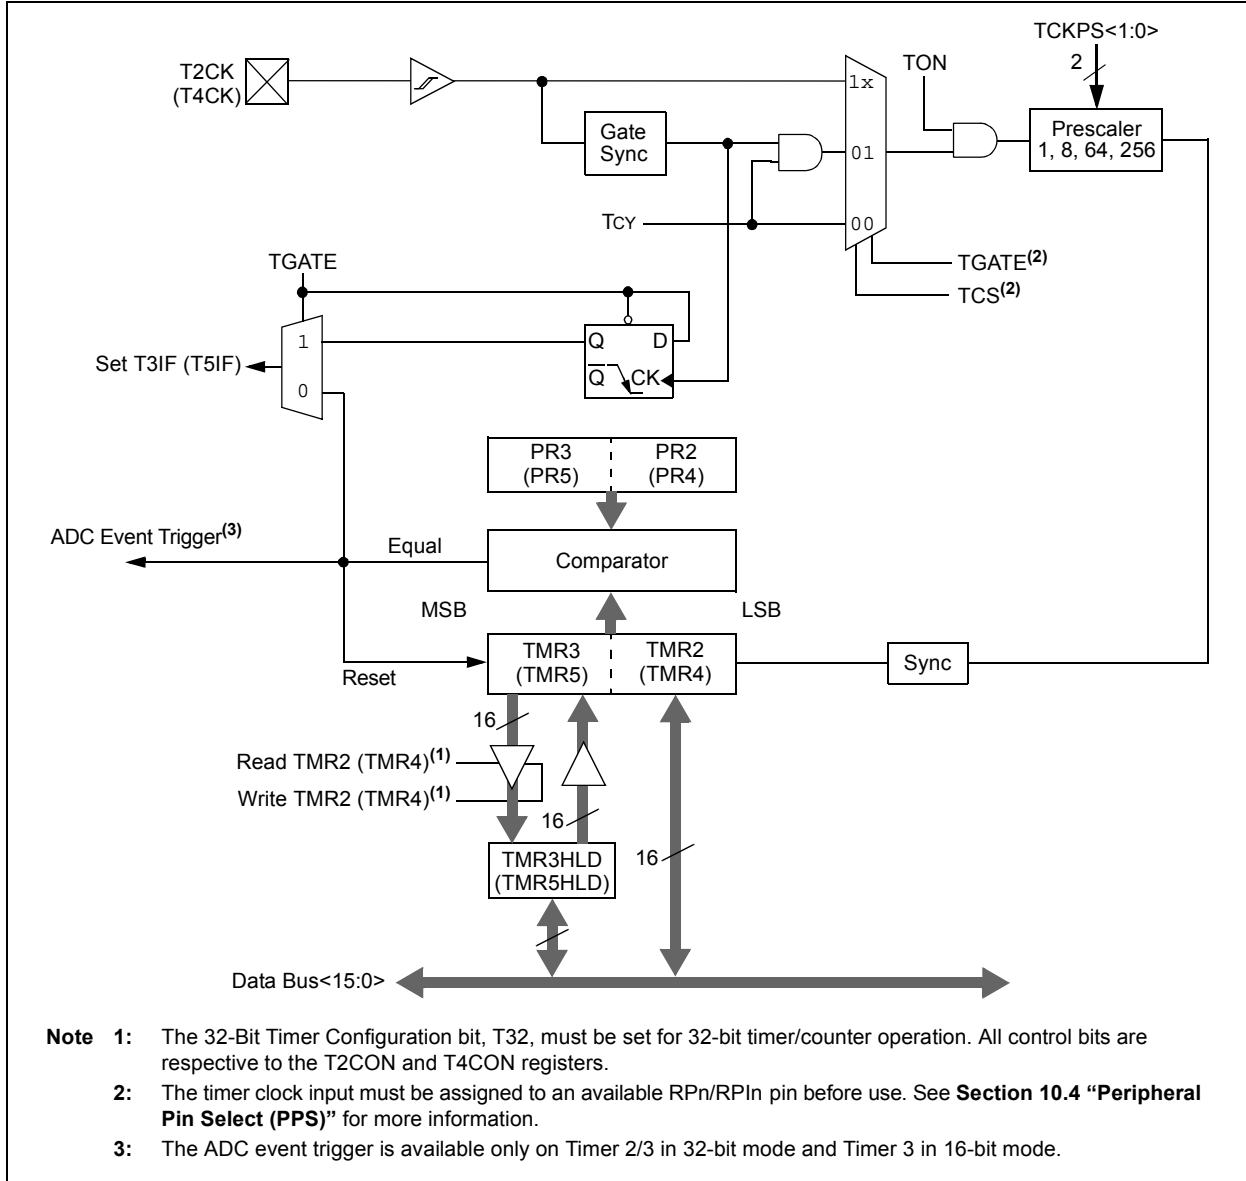 TCKPS<1:0>
2
TON
T2CK
(T4CK)
1x
Gate
Sync
01
Prescaler
1, 8, 64, 256
TCY
00
TGATE(2)
TCS(2)
TGATE
1
Q
D
Set T3IF (T5IF)
0
Q
CK
PR3
(PR5)
PR2
(PR4)
ADC Event Trigger(3)
Equal
Comparator
MSB
LSB
TMR3
(TMR5)
TMR2
(TMR4)
Sync
Reset
16
Read TMR2 (TMR4)(1)
Write TMR2 (TMR4)(1)
16
16
TMR3HLD
(TMR5HLD)
Data Bus<15:0>
Note 1: The 32-Bit Timer Configuration bit, T32, must be set for 32-bit timer/counter operation. All control bits are
respective to the T2CON and T4CON registers.
2: The timer clock input must be assigned to an available RPn/RPIn pin before use. See Section 10.4 “Peripheral
Pin Select (PPS)” for more information.
3: The ADC event trigger is available only on Timer 2/3 in 32-bit mode and Timer 3 in 16-bit mode.